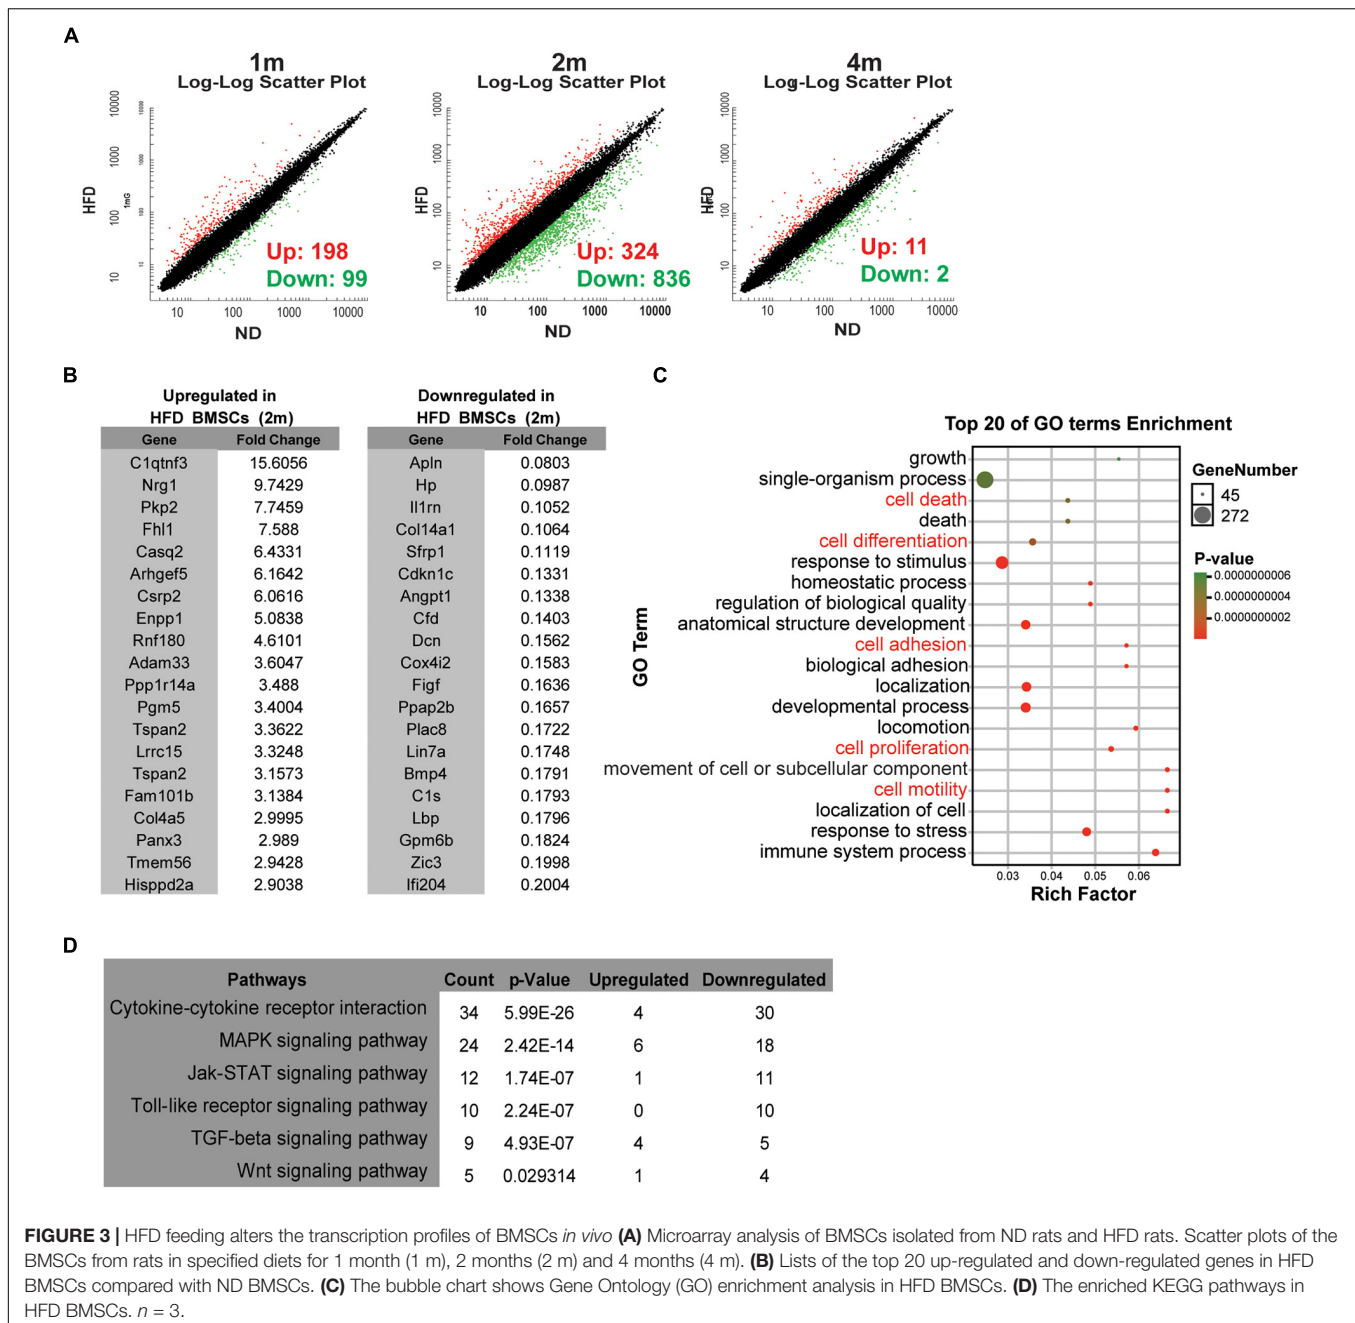 A
1m
Log-Log Scatter Plot
HFD
1mG
10000
1000
100
10
10000
1000
100
10
Up: 198
Down: 99
10 100 1000 10000
ND
2m
Log-Log Scatter Plot
HFD
10000
1000
100
10
Up: 324
Down: 836
10 100 1000 10000
ND
4m
Log-Log Scatter Plot
HFD
10000
1000
100
10
Up: 11
Down: 2
10 100 1000 10000
ND
B
Upregulated in
HFD BMSCs (2m)
Gene Fold Change
C1qtnf3 15.6056
Nrg1 9.7429
Pkp2 7.7459
Fhl1 7.588
Casq2 6.4331
Arhgef5 6.1642
Csrp2 6.0616
Enpp1 5.0838
Rnf180 4.6101
Adam33 3.6047
Ppp1r14a 3.488
Pgm5 3.4004
Tspan2 3.3622
Lrrc15 3.3248
Tspan2 3.1573
Fam101b 3.1384
Col4a5 2.9995
Panx3 2.989
Tmem56 2.9428
Hisppd2a 2.9038
Downregulated in
HFD BMSCs (2m)
Gene Fold Change
Apln 0.0803
Hp 0.0987
Il1rn 0.1052
Col14a1 0.1064
Sfrp1 0.1119
Cdkn1c 0.1331
Angpt1 0.1338
Cfd 0.1403
Dcn 0.1562
Cox4i2 0.1583
Figf 0.1636
Ppap2b 0.1657
Plac8 0.1722
Lin7a 0.1748
Bmp4 0.1791
C1s 0.1793
Lbp 0.1796
Gpm6b 0.1824
Zic3 0.1998
Ifi204 0.2004
C
Top 20 of GO terms Enrichment
GO Term
growth
single-organism process
cell death
death
cell differentiation
response to stimulus
homeostatic process
regulation of biological quality
anatomical structure development
cell adhesion
biological adhesion
localization
developmental process
locomotion
cell proliferation
movement of cell or subcellular component
cell motility
localization of cell
response to stress
immune system process
0.03 0.04 0.05 0.06
Rich Factor
GeneNumber
45
272
P-value
0.0000000006
0.0000000004
0.0000000002
D
Pathways Count p-Value Upregulated Downregulated
Cytokine-cytokine receptor interaction 34 5.99E-26 4 30
MAPK signaling pathway 24 2.42E-14 6 18
Jak-STAT signaling pathway 12 1.74E-07 1 11
Toll-like receptor signaling pathway 10 2.24E-07 0 10
TGF-beta signaling pathway 9 4.93E-07 4 5
Wnt signaling pathway 5 0.029314 1 4
FIGURE 3 | HFD feeding alters the transcription profiles of BMSCs in vivo (A) Microarray analysis of BMSCs isolated from ND rats and HFD rats. Scatter plots of the
BMSCs from rats in specified diets for 1 month (1 m), 2 months (2 m) and 4 months (4 m). (B) Lists of the top 20 up-regulated and down-regulated genes in HFD
BMSCs compared with ND BMSCs. (C) The bubble chart shows Gene Ontology (GO) enrichment analysis in HFD BMSCs. (D) The enriched KEGG pathways in
HFD BMSCs. n = 3.